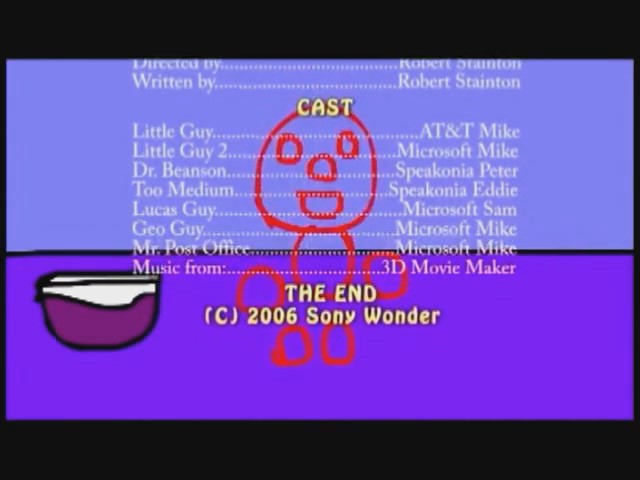 Directed by..................................Robert Stainton
Written by...................................Robert Stainton
CAST
Little Guy.......................................AT&T Mike
Little Guy 2................................Microsoft Mike
Dr. Beanson................................Speakonia Peter
Too Medium..............................Speakonia Eddie
Lucas Guy....................................Microsoft Sam
Geo Guy.....................................Microsoft Mike
Mr. Post Office............................Microsoft Mike
Music from:..............................3D Movie Maker
THE END
(C) 2006 Sony Wonder